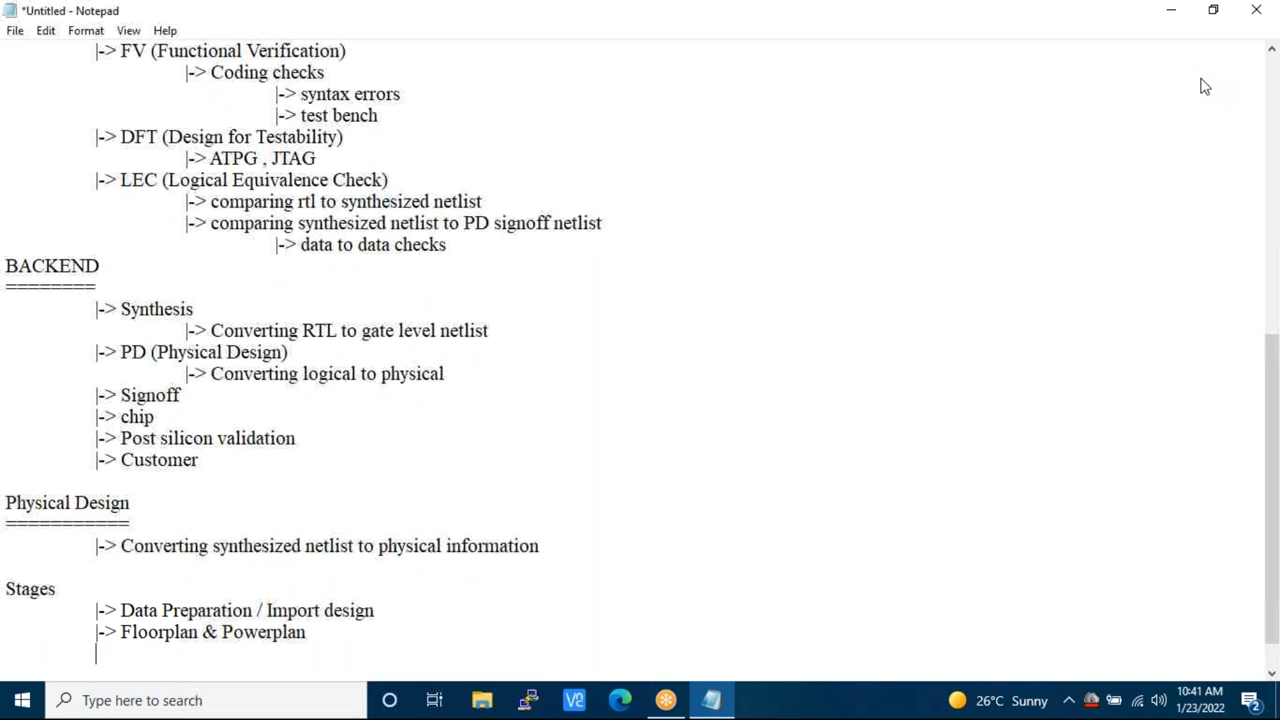 *Untitled - Notepad
File Edit Format View Help
|-> FV (Functional Verification)
|-> Coding checks
|-> syntax errors
|-> test bench
|-> DFT (Design for Testability)
|-> ATPG , JTAG
|-> LEC (Logical Equivalence Check)
|-> comparing rtl to synthesized netlist
|-> comparing synthesized netlist to PD signoff netlist
|-> data to data checks
BACKEND
========
|-> Synthesis
|-> Converting RTL to gate level netlist
|-> PD (Physical Design)
|-> Converting logical to physical
|-> Signoff
|-> chip
|-> Post silicon validation
|-> Customer
Physical Design
===========
|-> Converting synthesized netlist to physical information
Stages
|-> Data Preparation / Import design
|-> Floorplan & Powerplan
Type here to search
26°C Sunny
10:41 AM
1/23/2022
2